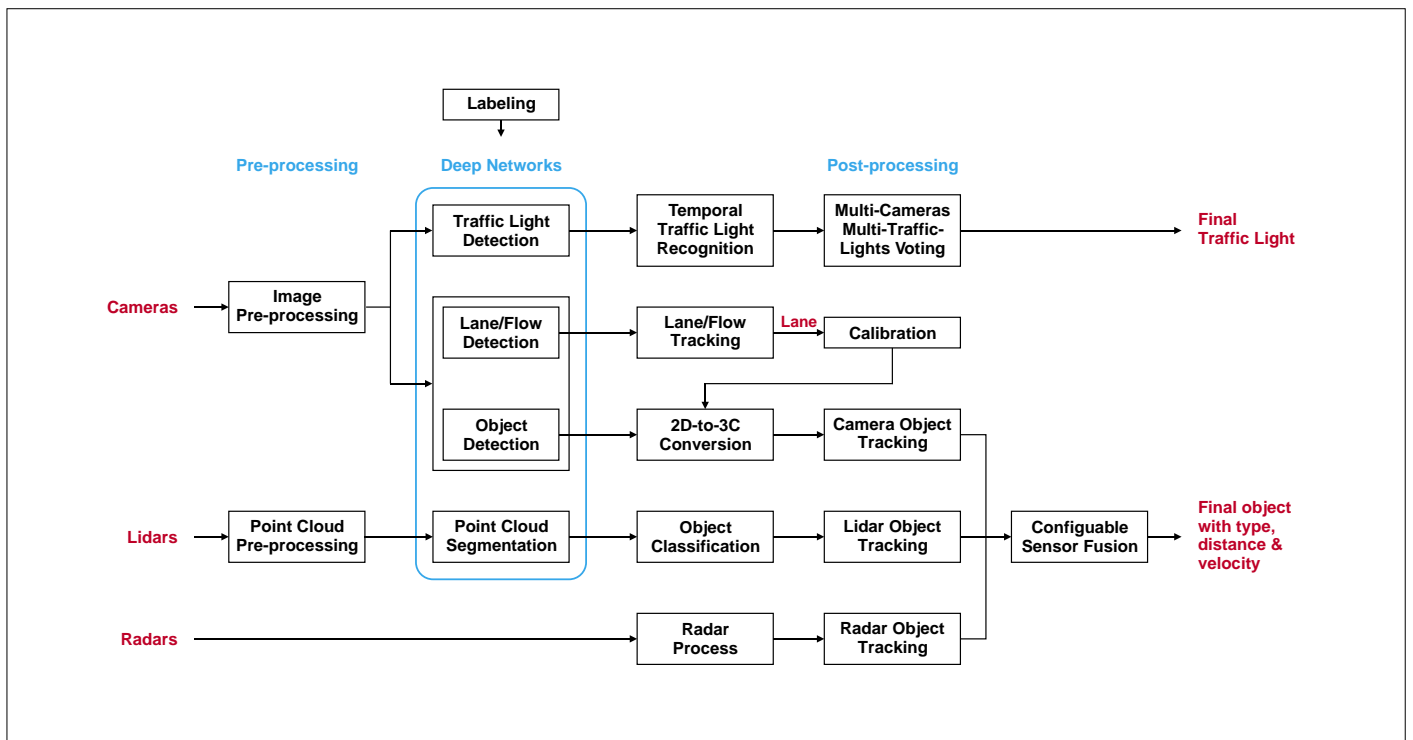 Labeling
Pre-processing
Deep Networks
Post-processing
Traffic Light
Detection
Temporal
Traffic Light
Recognition
Multi-Cameras
Multi-Traffic-
Lights Voting
Final
Traffic Light
Cameras
Image
Pre-processing
Lane/Flow
Detection
Lane/Flow
Tracking
Lane
Calibration
Object
Detection
2D-to-3C
Conversion
Camera Object
Tracking
Lidars
Point Cloud
Pre-processing
Point Cloud
Segmentation
Object
Classification
Lidar Object
Tracking
Configuable
Sensor Fusion
Final object
with type,
distance &
velocity
Radars
Radar
Process
Radar Object
Tracking